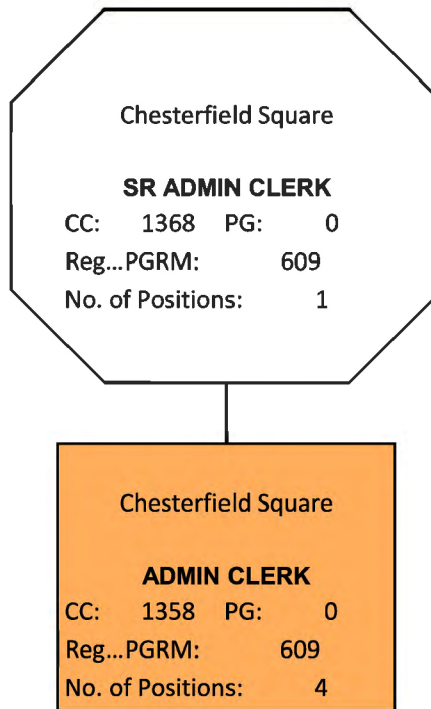 Chesterfield Square
SR ADMIN CLERK
CC: 1368 PG: 0
Reg...PGRM: 609
No. of Positions: 1
Chesterfield Square
ADMIN CLERK
CC: 1358 PG: 0
Reg...PGRM: 609
No. of Positions: 4